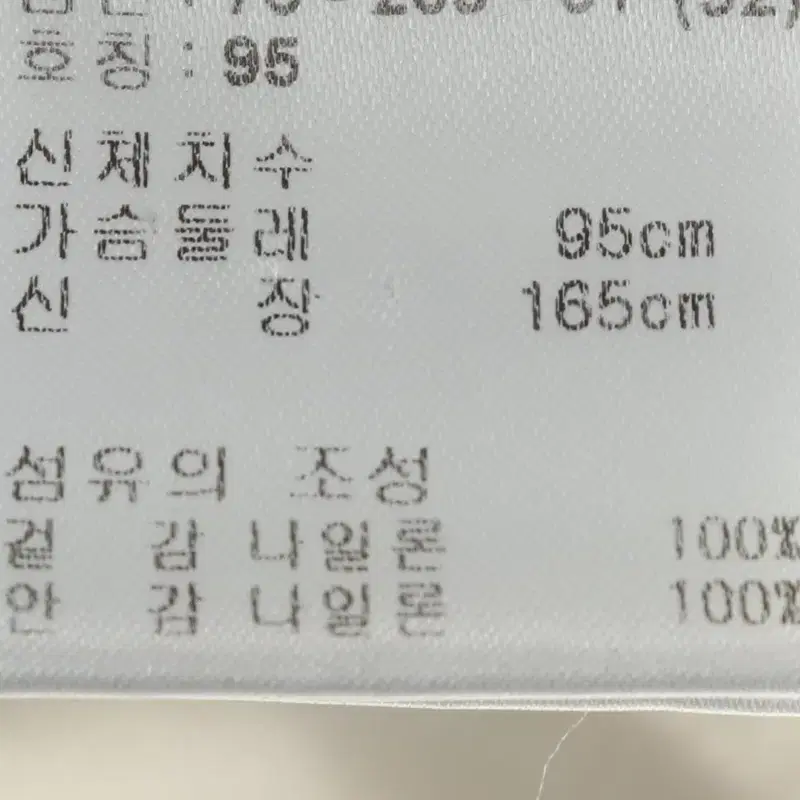 호칭 : 95
신체치수
가슴둘레 95cm
신 장 165cm
섬유의 조성
겉 감 나일론 100%
안 감 나일론 100%